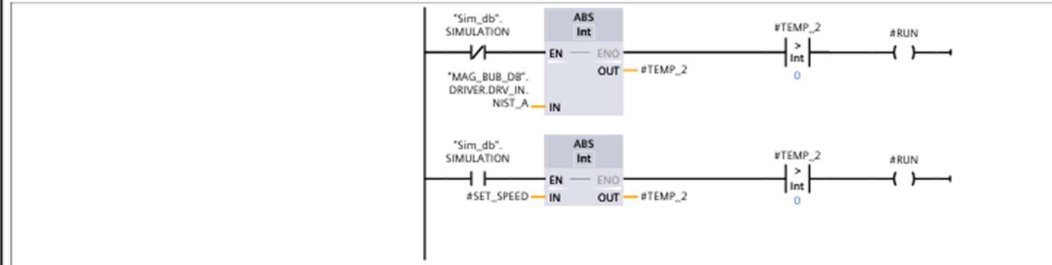 "Sim_db".
SIMULATION
ABS
Int
EN
ENO
#TEMP_2
>
Int
0
#RUN
OUT
#TEMP_2
"MAG_BUB_DB".
DRIVER.DRV_IN.
NIST_A
IN
"Sim_db".
SIMULATION
ABS
Int
EN
ENO
#TEMP_2
>
Int
0
#RUN
#SET_SPEED
IN
OUT
#TEMP_2